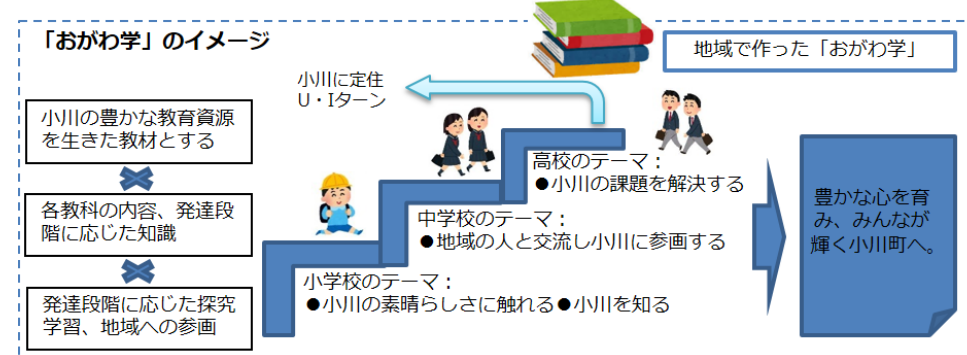 「おがわ学」のイメージ
地域で作った「おがわ学」
小川に定住
U・Iターン
小川の豊かな教育資源
を生きた教材とする
各教科の内容、発達段
階に応じた知識
発達段階に応じた探究
学習、地域への参画
高校のテーマ：
●小川の課題を解決する
中学校のテーマ：
●地域の人と交流し小川に参画する
小学校のテーマ：
●小川の素晴らしさに触れる●小川を知る
豊かな心を育
み、みんなが
輝く小川町へ。